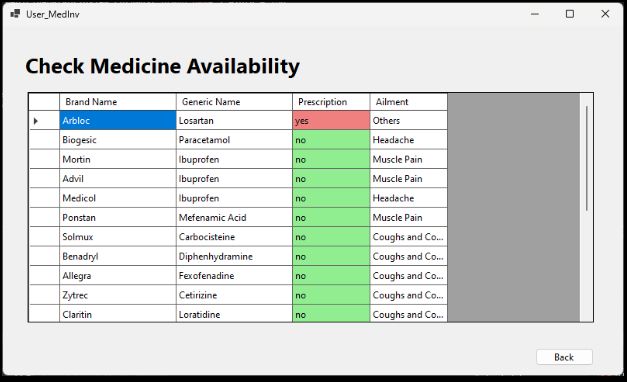 User_MedInv
Check Medicine Availability
Brand Name Generic Name Prescription Ailment
Arbloc Losartan yes Others
Biogesic Paracetamol no Headache
Mortin Ibuprofen no Muscle Pain
Advil Ibuprofen no Muscle Pain
Medicol Ibuprofen no Headache
Ponstan Mefenamic Acid no Muscle Pain
Solmux Carbocisteine no Coughs and Co...
Benadryl Diphenhydramine no Coughs and Co...
Allegra Fexofenadine no Coughs and Co...
Zytrec Cetirizine no Coughs and Co...
Claritin Loratidine no Coughs and Co...
Back